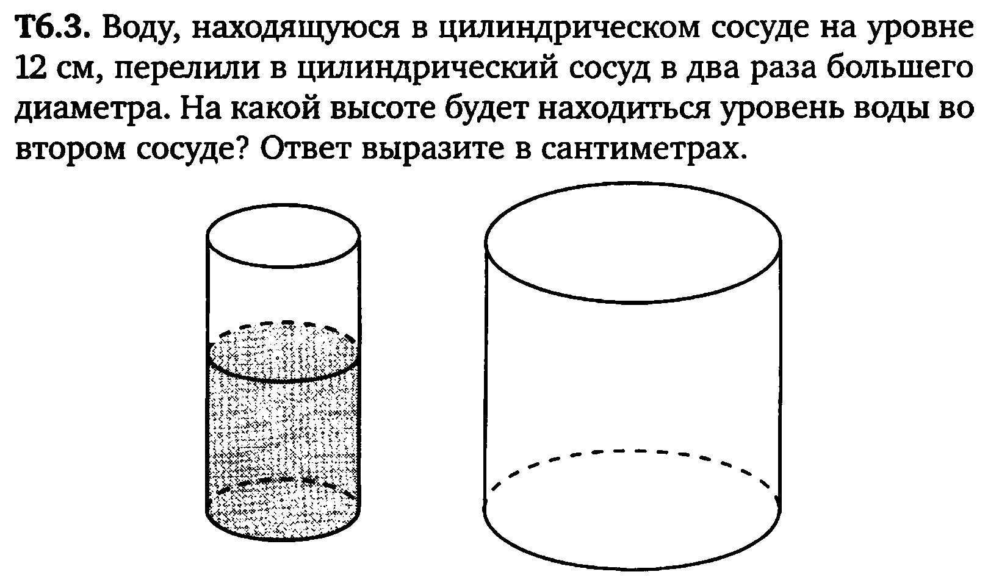 Т6.3. Воду, находящуюся в цилиндрическом сосуде на уровне
12 см, перелили в цилиндрический сосуд в два раза большего
диаметра. На какой высоте будет находиться уровень воды во
втором сосуде? Ответ выразите в сантиметрах.